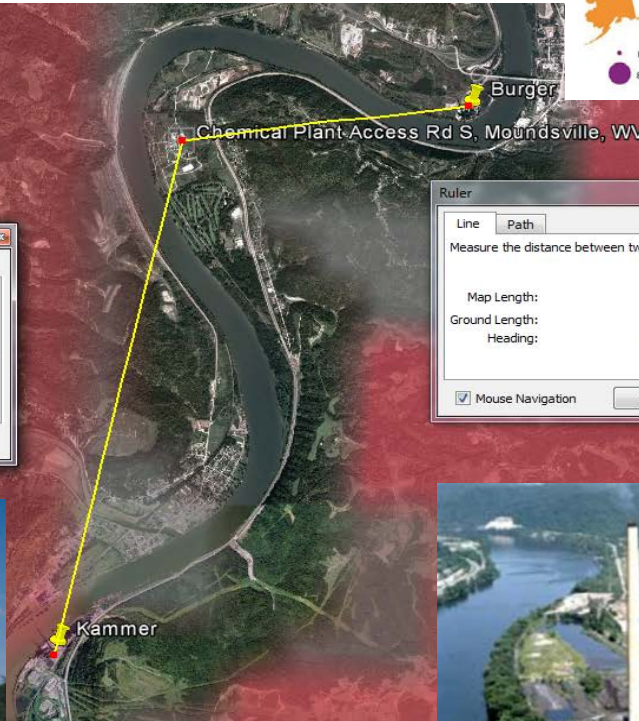 Burger
Chemical Plant Access Rd S, Moundsville, WV
Ruler
Line
Path
Measure the distance between tw
Map Length:
Ground Length:
Heading:
Mouse Navigation
Kammer